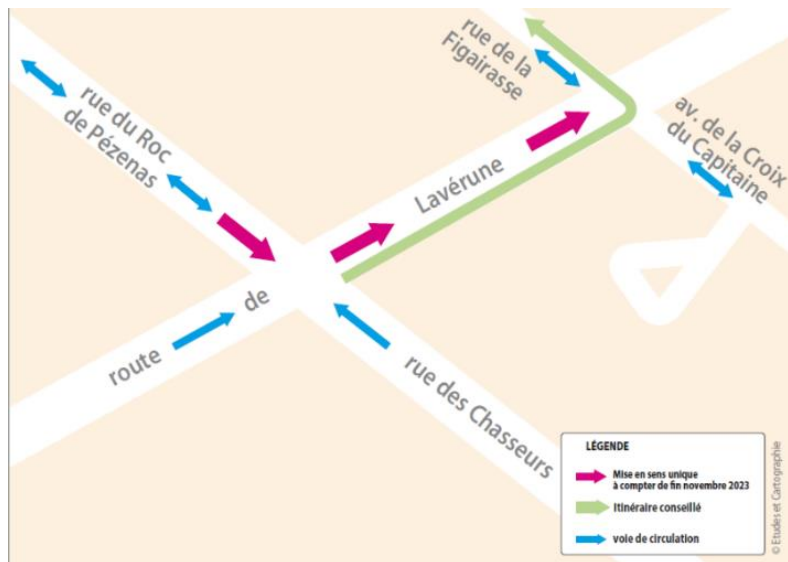 rue de la
Figairasse
rue du Roc
de Pézenas
av. de la Croix
du Capitaine
route de Lavérune
rue des Chasseurs
LÉGENDE
Mise en sens unique
à compter de fin novembre 2023
Itinéraire conseillé
voie de circulation
© Etudes et Cartographie